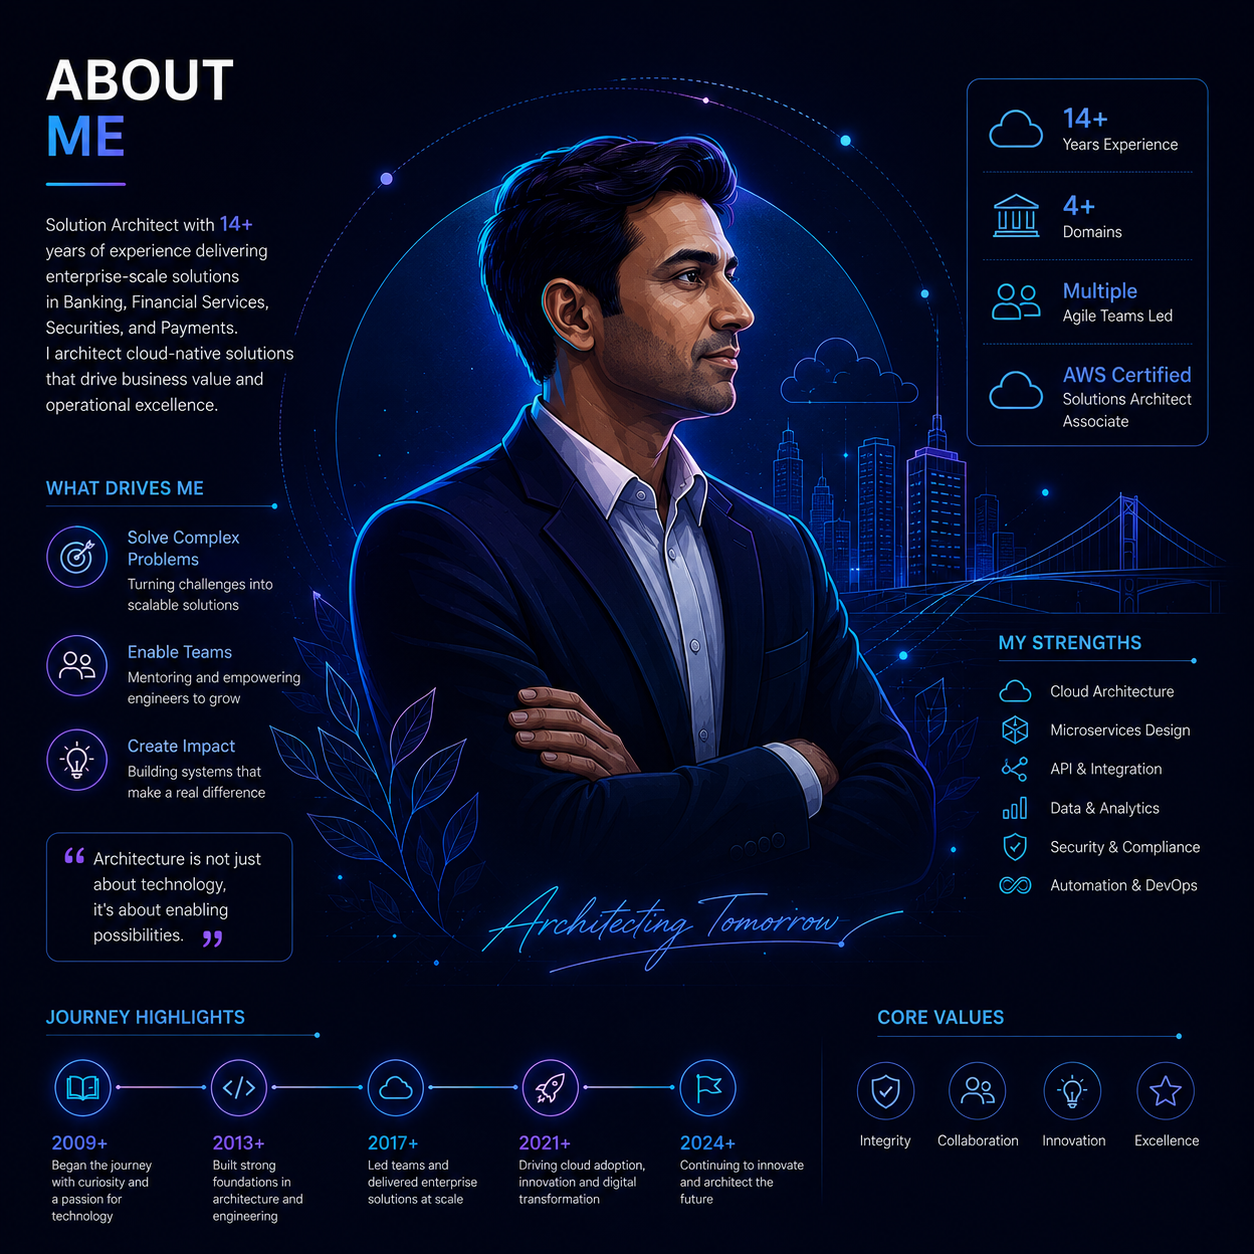 ABOUT
ME
Solution Architect with 14+
years of experience delivering
enterprise-scale solutions
in Banking, Financial Services,
Securities, and Payments.
I architect cloud-native solutions
that drive business value and
operational excellence.
14+
Years Experience
4+
Domains
Multiple
Agile Teams Led
AWS Certified
Solutions Architect
Associate
WHAT DRIVES ME
Solve Complex
Problems
Turning challenges into
scalable solutions
Enable Teams
Mentoring and empowering
engineers to grow
Create Impact
Building systems that
make a real difference
“ Architecture is not just
about technology,
it's about enabling
possibilities. ”
MY STRENGTHS
Cloud Architecture
Microservices Design
API & Integration
Data & Analytics
Security & Compliance
Automation & DevOps
Architecting Tomorrow
JOURNEY HIGHLIGHTS
2009+
Began the journey
with curiosity and
a passion for
technology
2013+
Built strong
foundations in
architecture and
engineering
2017+
Led teams and
delivered enterprise
solutions at scale
2021+
Driving cloud adoption,
innovation and digital
transformation
2024+
Continuing to innovate
and architect the
future
CORE VALUES
Integrity
Collaboration
Innovation
Excellence